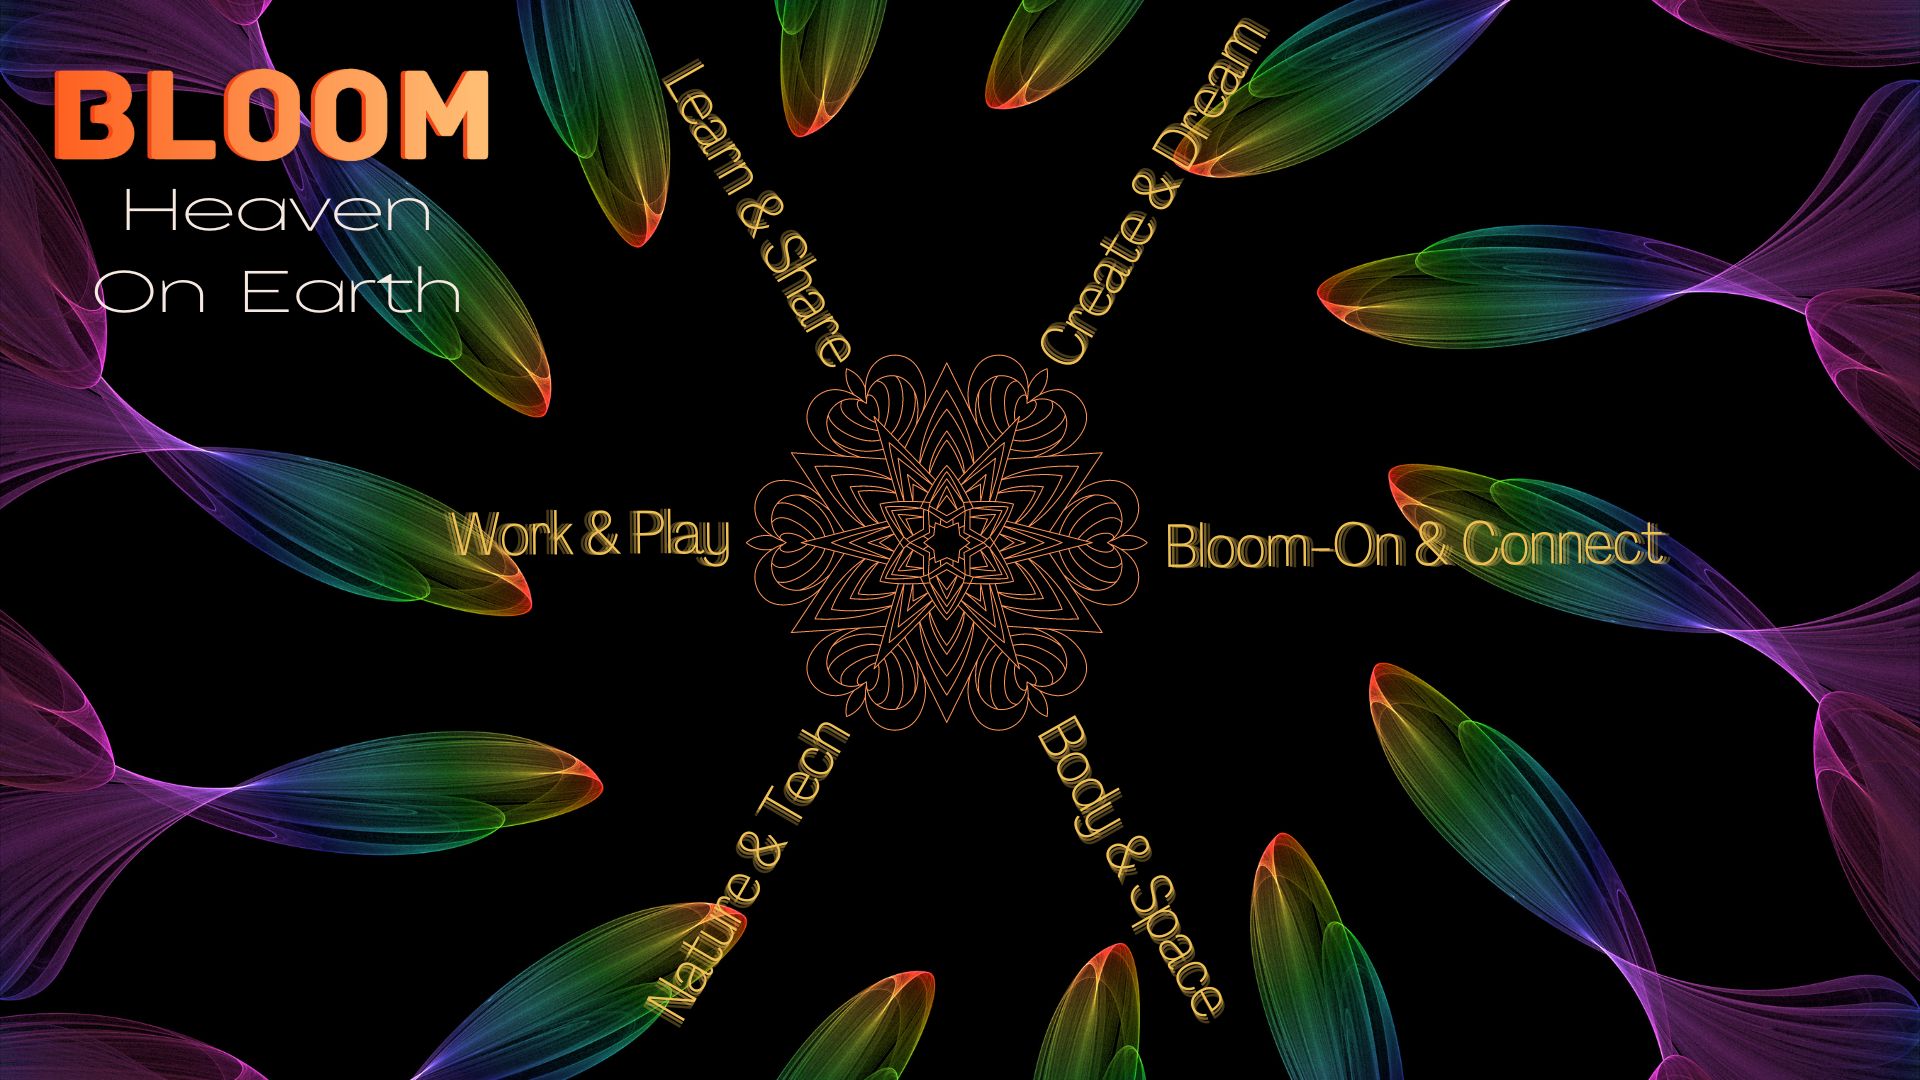 BLOOM
Heaven
On Earth
Learn & Share
Create & Dream
Work & Play
Bloom-On & Connect
Nature & Tech
Body & Space